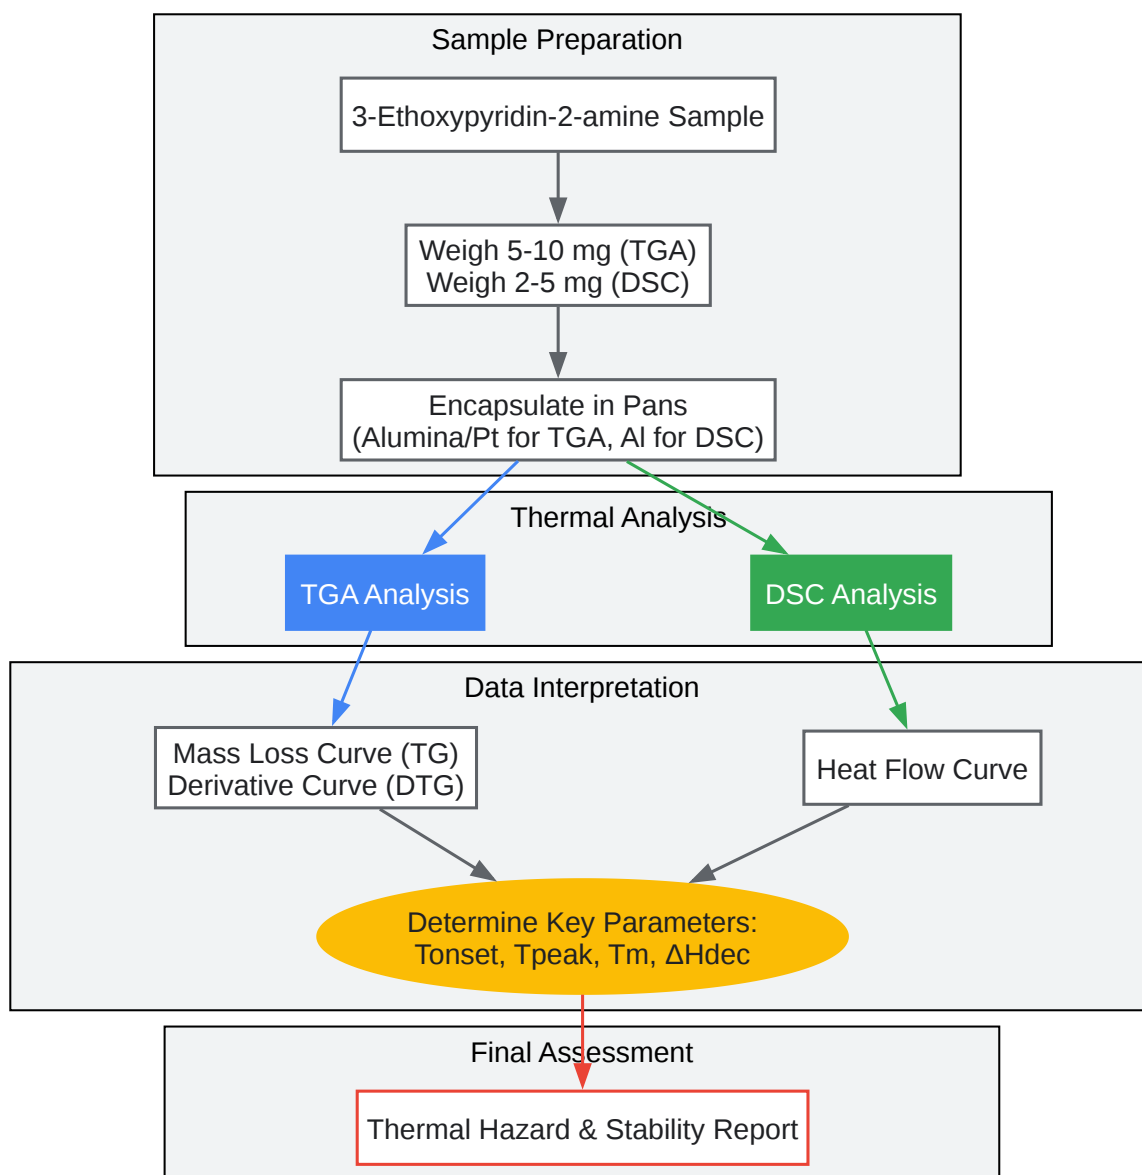 Sample Preparation
3-Ethoxypyridin-2-amine Sample
Weigh 5-10 mg (TGA)
Weigh 2-5 mg (DSC)
Encapsulate in Pans
(Alumina/Pt for TGA, Al for DSC)
Thermal Analysis
TGA Analysis
DSC Analysis
Data Interpretation
Mass Loss Curve (TG)
Derivative Curve (DTG)
Heat Flow Curve
Determine Key Parameters:
Tonset, Tpeak, Tm, ΔHdec
Final Assessment
Thermal Hazard & Stability Report